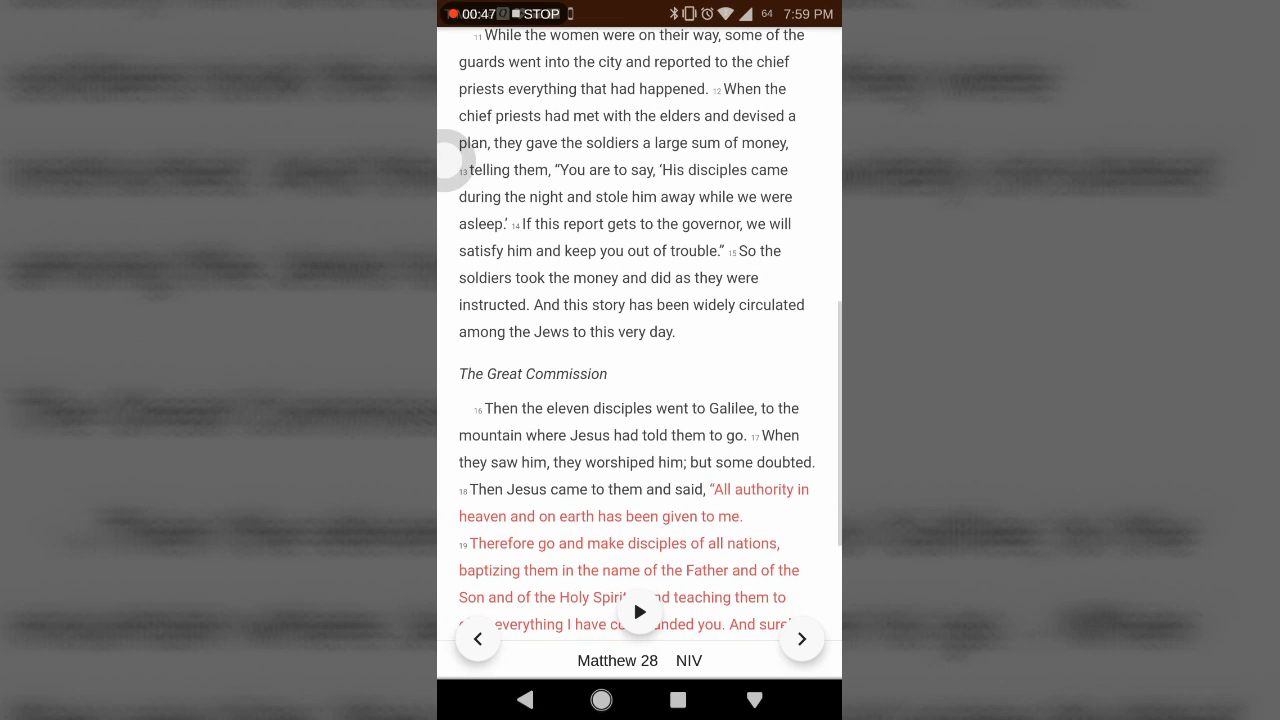 00:47 STOP 64 7:59 PM
11 While the women were on their way, some of the
guards went into the city and reported to the chief
priests everything that had happened. 12 When the
chief priests had met with the elders and devised a
plan, they gave the soldiers a large sum of money,
13 telling them, “You are to say, ‘His disciples came
during the night and stole him away while we were
asleep.’ 14 If this report gets to the governor, we will
satisfy him and keep you out of trouble.” 15 So the
soldiers took the money and did as they were
instructed. And this story has been widely circulated
among the Jews to this very day.
The Great Commission
16 Then the eleven disciples went to Galilee, to the
mountain where Jesus had told them to go. 17 When
they saw him, they worshiped him; but some doubted.
18 Then Jesus came to them and said, “All authority in
heaven and on earth has been given to me.
19 Therefore go and make disciples of all nations,
baptizing them in the name of the Father and of the
Son and of the Holy Spirit, and teaching them to
everything I have commanded you. And surely
Matthew 28 NIV